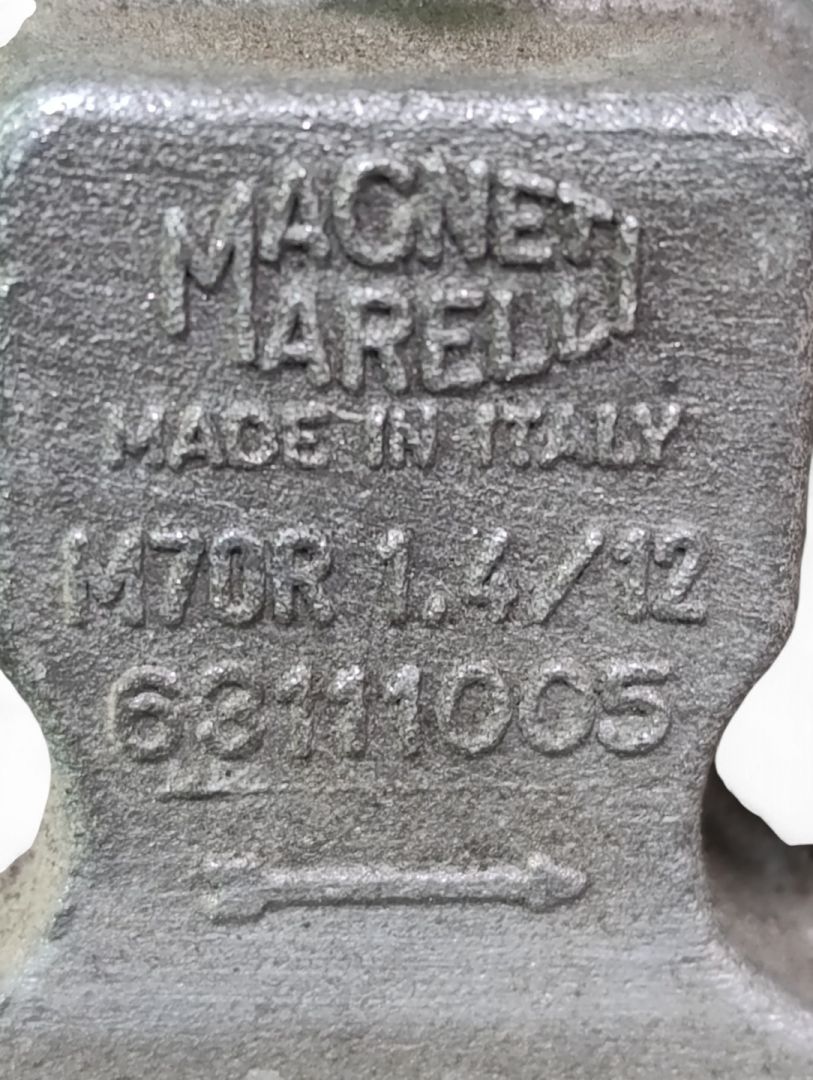 MAGNETI
MARELLI
MADE IN ITALY
M70R 1.4/12
63111005